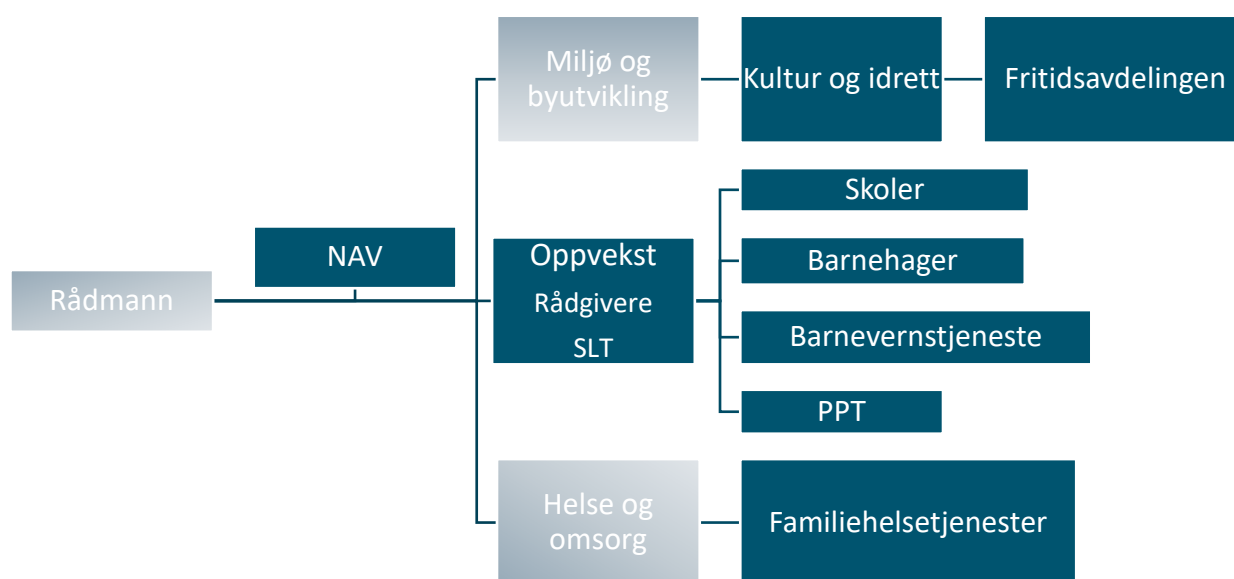 Rådmann
NAV
Miljø og
byutvikling
Kultur og idrett
Fritidsavdelingen
Oppvekst
Rådgivere
SLT
Skoler
Barnehager
Barnevernstjeneste
PPT
Helse og
omsorg
Familiehelsetjenester